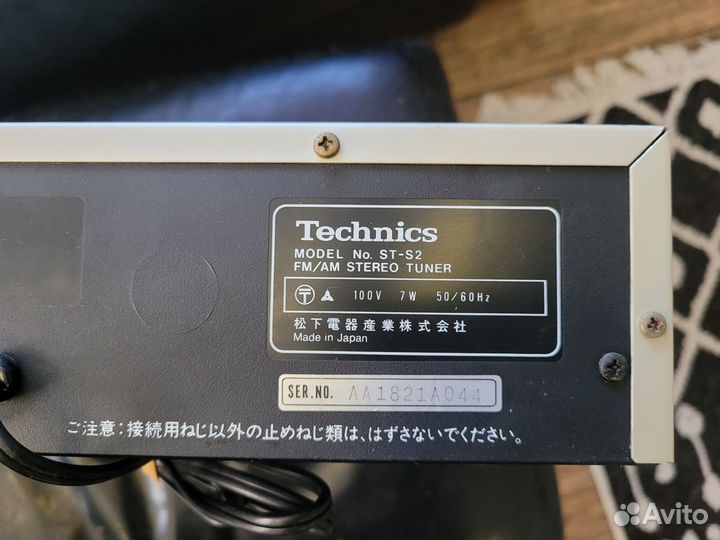 Technics
MODEL No. ST-S2
FM/AM STEREO TUNER
〒 100V 7W 50/60Hz
松下電器産業株式会社
Made in Japan
SER.NO. AA1821A044
ご注意:接続用ねじ以外の止めねじ類は、はずさないでください。
Avito